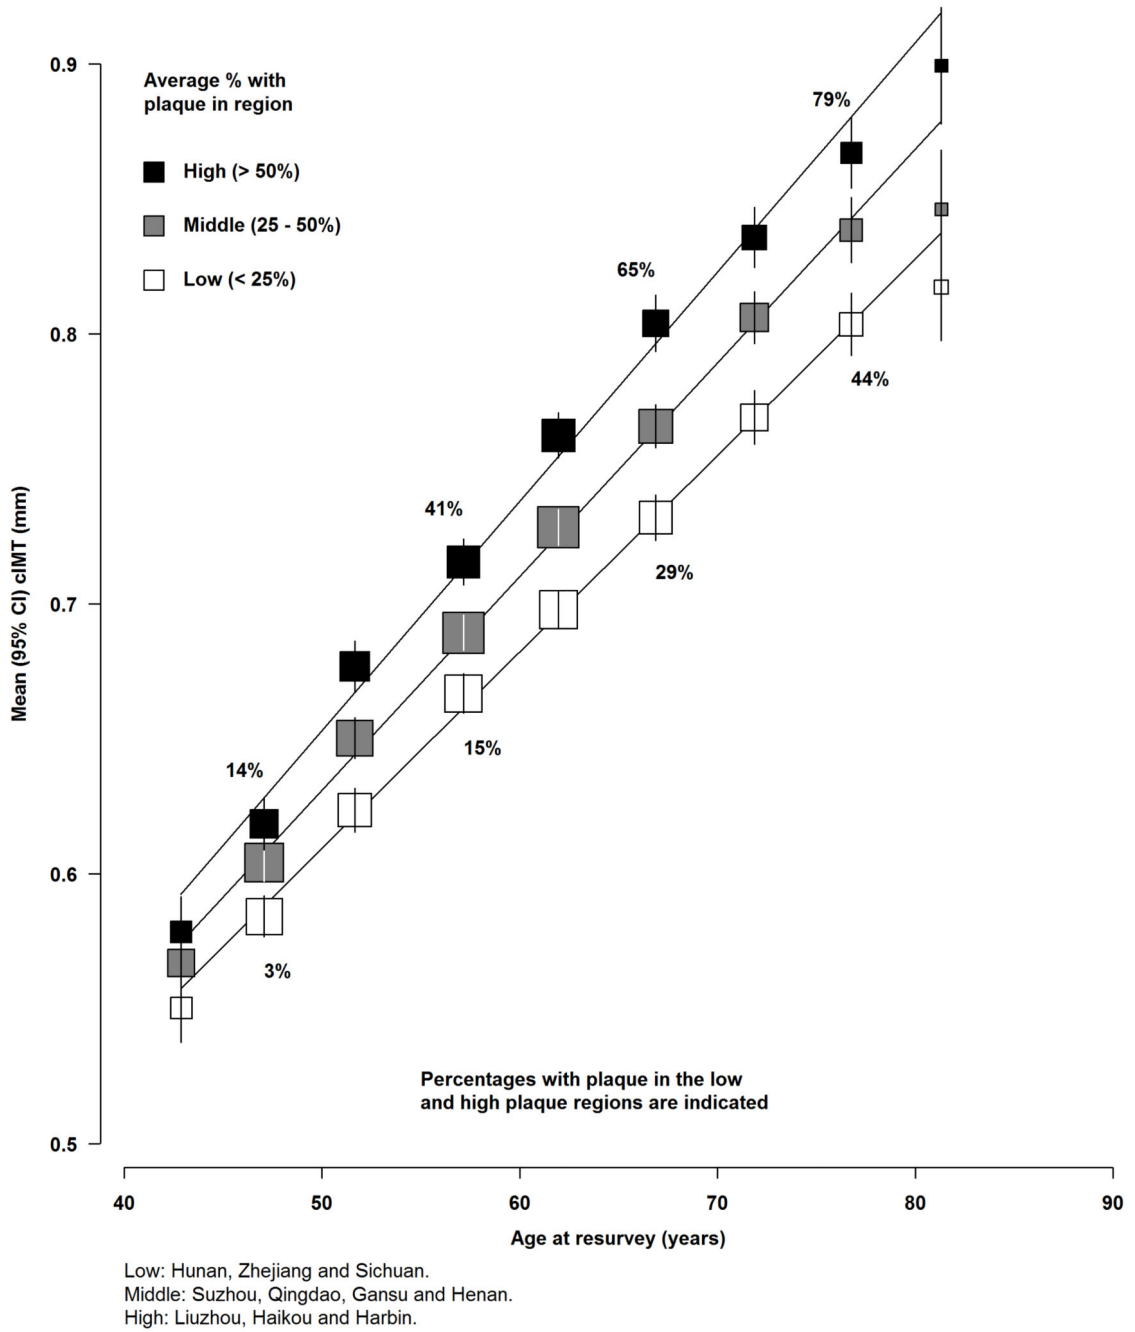 0.9
Average % with
plaque in region
79%
High (> 50%)
Middle (25 - 50%)
65%
Low (< 25%)
0.8
44%
41%
Mean (95% CI) cIMT (mm)
29%
0.7
15%
14%
0.6
3%
Percentages with plaque in the low
and high plaque regions are indicated
0.5
40 50 60 70 80 90
Age at resurvey (years)
Low: Hunan, Zhejiang and Sichuan.
Middle: Suzhou, Qingdao, Gansu and Henan.
High: Liuzhou, Haikou and Harbin.